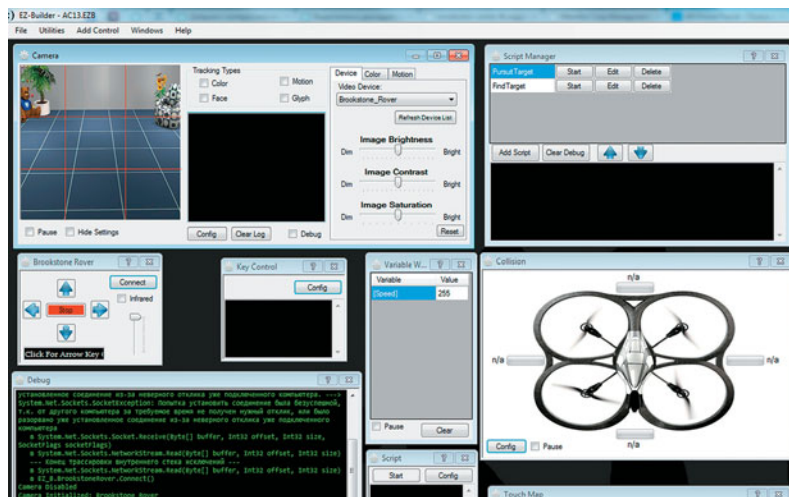 EZ-Builder - AC13.EZB
File Utilities Add Control Windows Help
Camera
Tracking Types
Color
Motion
Face
Glyph
Device Color Motion
Video Device:
Brookstone_Rover
Refresh Device List
Image Brightness
Dim Bright
Image Contrast
Dim Bright
Image Saturation
Dim Bright
Reset
Pause Hide Settings
Config Clear Log Debug
Script Manager
PursuitTarget Start Edit Delete
FindTarget Start Edit Delete
Add Script Clear Debug
Brookstone Rover
Connect
Infrared
Stop
Click For Arrow Key
Key Control
Config
Variable W...
Variable Value
[Speed] 255
Pause Clear
Collision
n/a
n/a
n/a
n/a
Config Pause
Debug
установленное соединение из-за неверного отклика уже подключенного компьютера. --->
System.Net.Sockets.SocketException: Попытка установить соединение была безуспешной,
т.к. от другого компьютера за требуемое время не получен нужный отклик, или было
разорвано уже установленное соединение из-за неверного отклика уже подключенного
компьютера
в System.Net.Sockets.Socket.Receive(Byte[] buffer, Int32 offset, Int32 size,
SocketFlags socketFlags)
в System.Net.Sockets.NetworkStream.Read(Byte[] buffer, Int32 offset, Int32 size)
--- Конец трассировки внутреннего стека исключений ---
в System.Net.Sockets.NetworkStream.Read(Byte[] buffer, Int32 offset, Int32 size)
в EZ_B.BrookstoneRover.Connect()
Camera Disabled
Camera Initialized: Brookstone_Rover
Script
Start Config
Touch Map